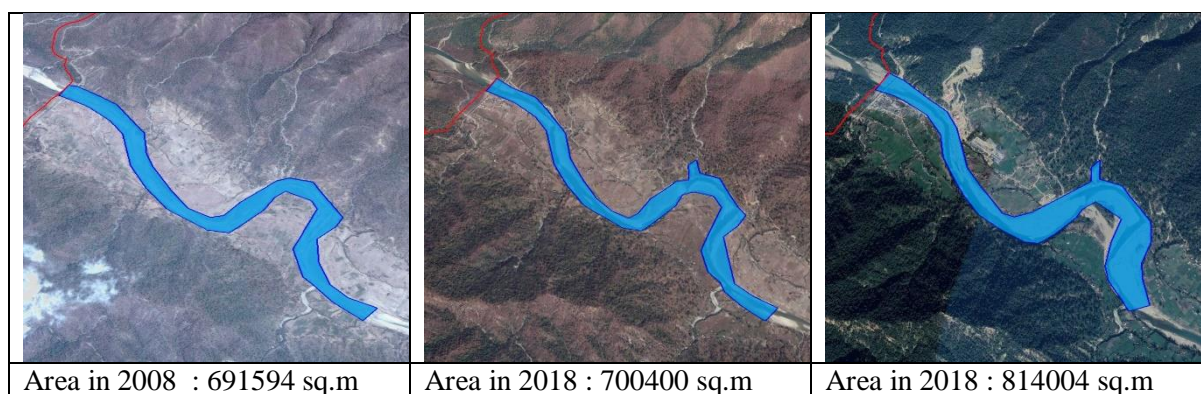 Area in 2008 : 691594 sq.m
Area in 2018 : 700400 sq.m
Area in 2018 : 814004 sq.m